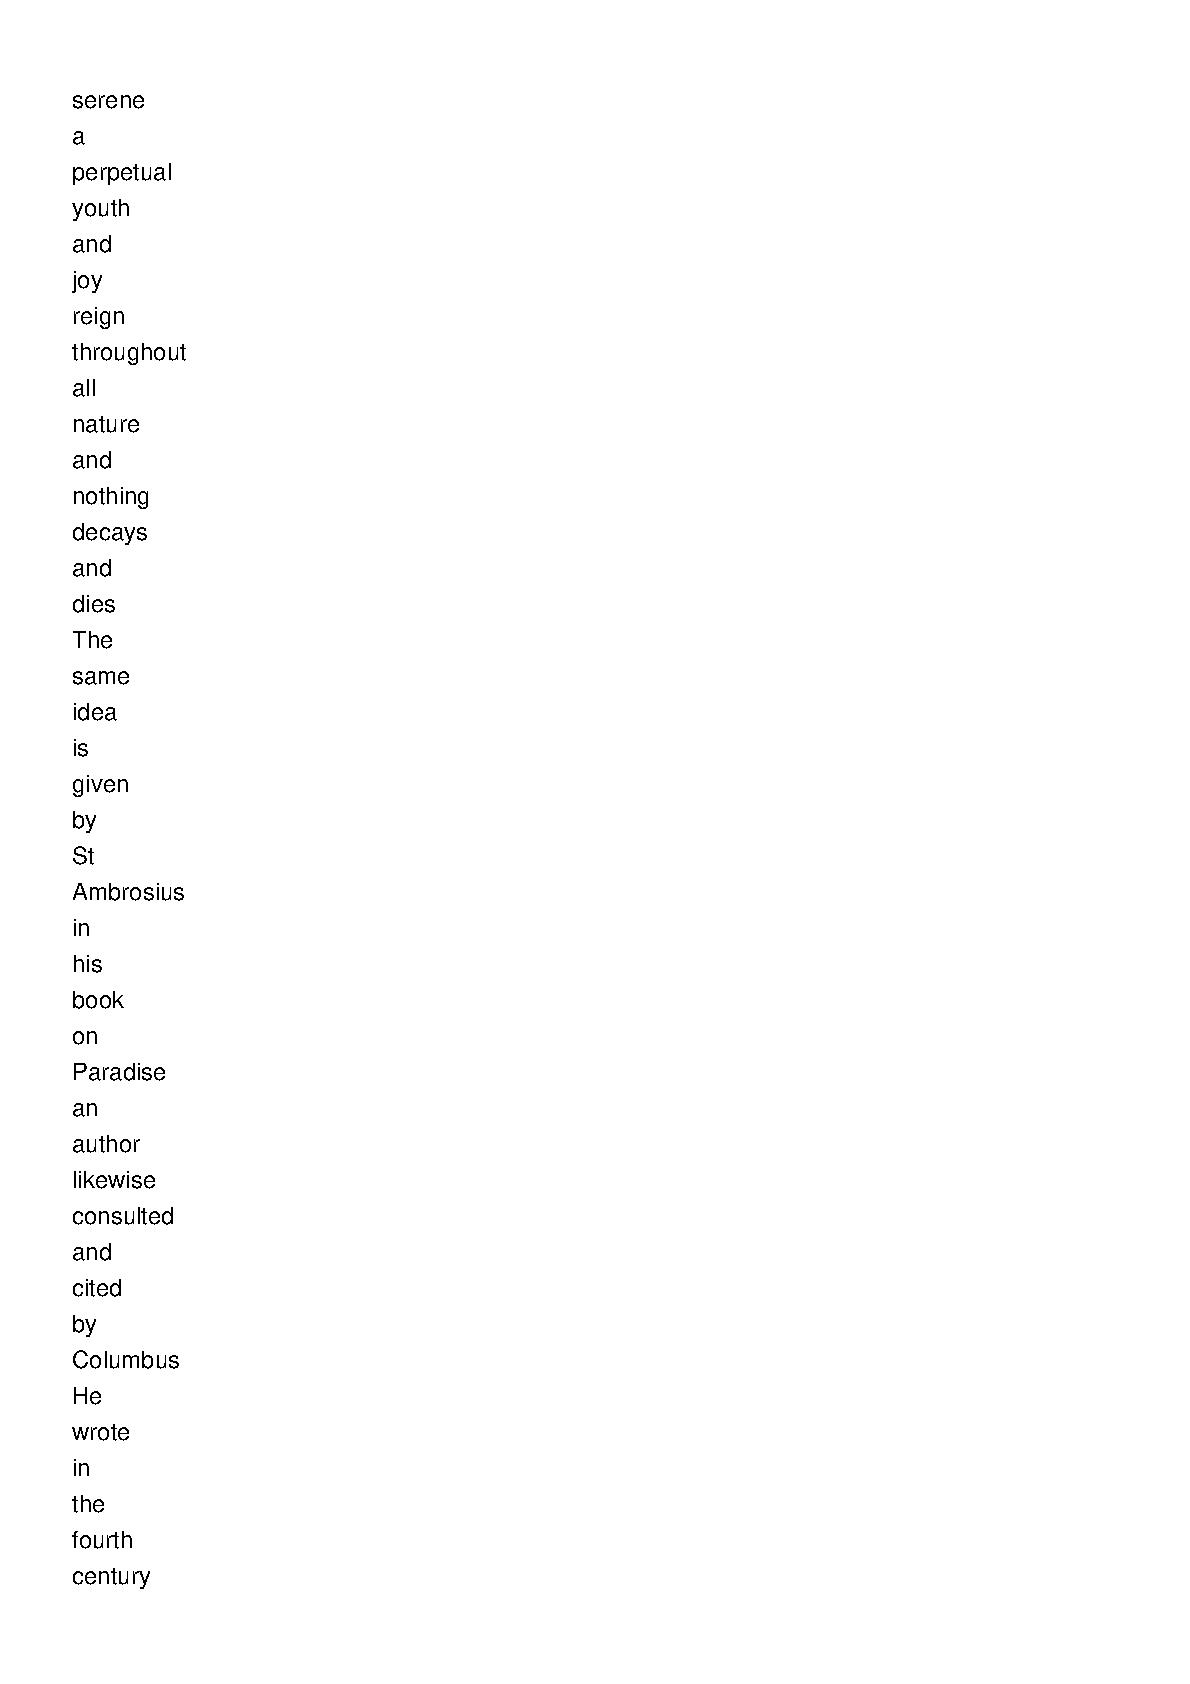 serene
a
perpetual
youth
and
joy
reign
throughout
all
nature
and
nothing
decays
and
dies
The
same
idea
is
given
by
St
Ambrosius
in
his
book
on
Paradise
an
author
likewise
consulted
and
cited
by
Columbus
He
wrote
in
the
fourth
century